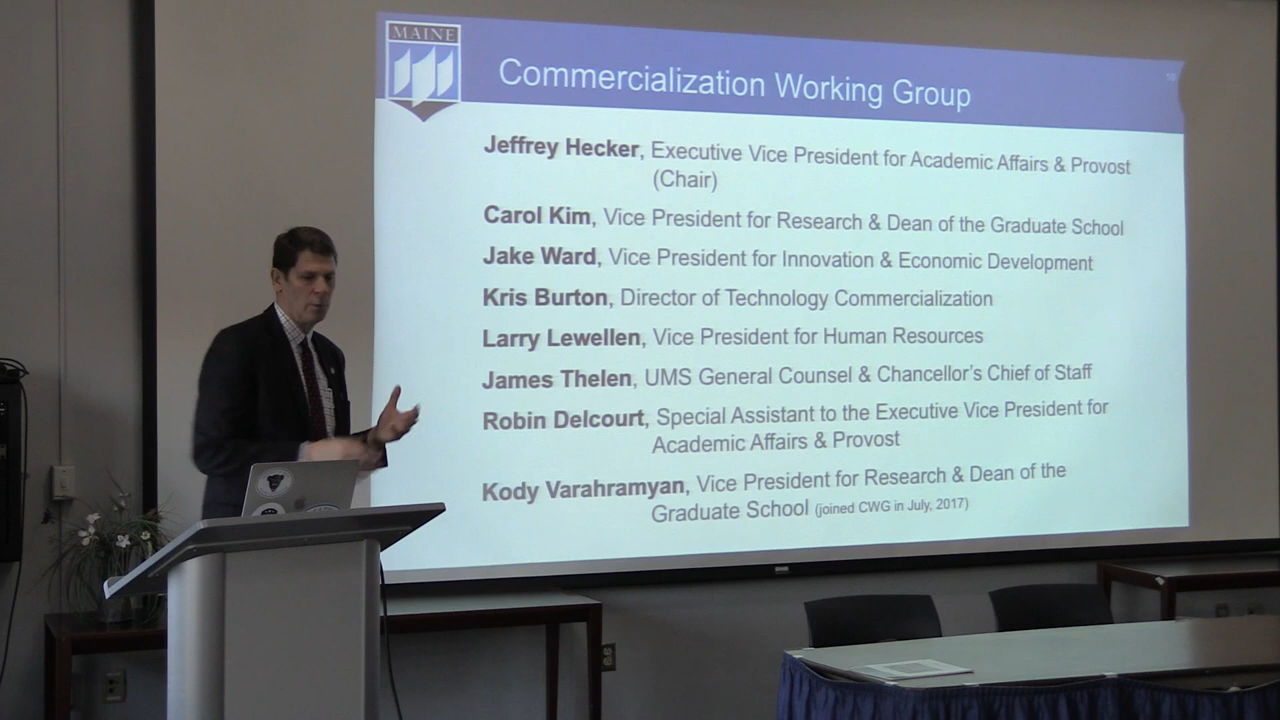 MAINE
Commercialization Working Group
Jeffrey Hecker, Executive Vice President for Academic Affairs & Provost
(Chair)
Carol Kim, Vice President for Research & Dean of the Graduate School
Jake Ward, Vice President for Innovation & Economic Development
Kris Burton, Director of Technology Commercialization
Larry Lewellen, Vice President for Human Resources
James Thelen, UMS General Counsel & Chancellor's Chief of Staff
Robin Delcourt, Special Assistant to the Executive Vice President for
Academic Affairs & Provost
Kody Varahramyan, Vice President for Research & Dean of the
Graduate School (joined CWG in July, 2017)